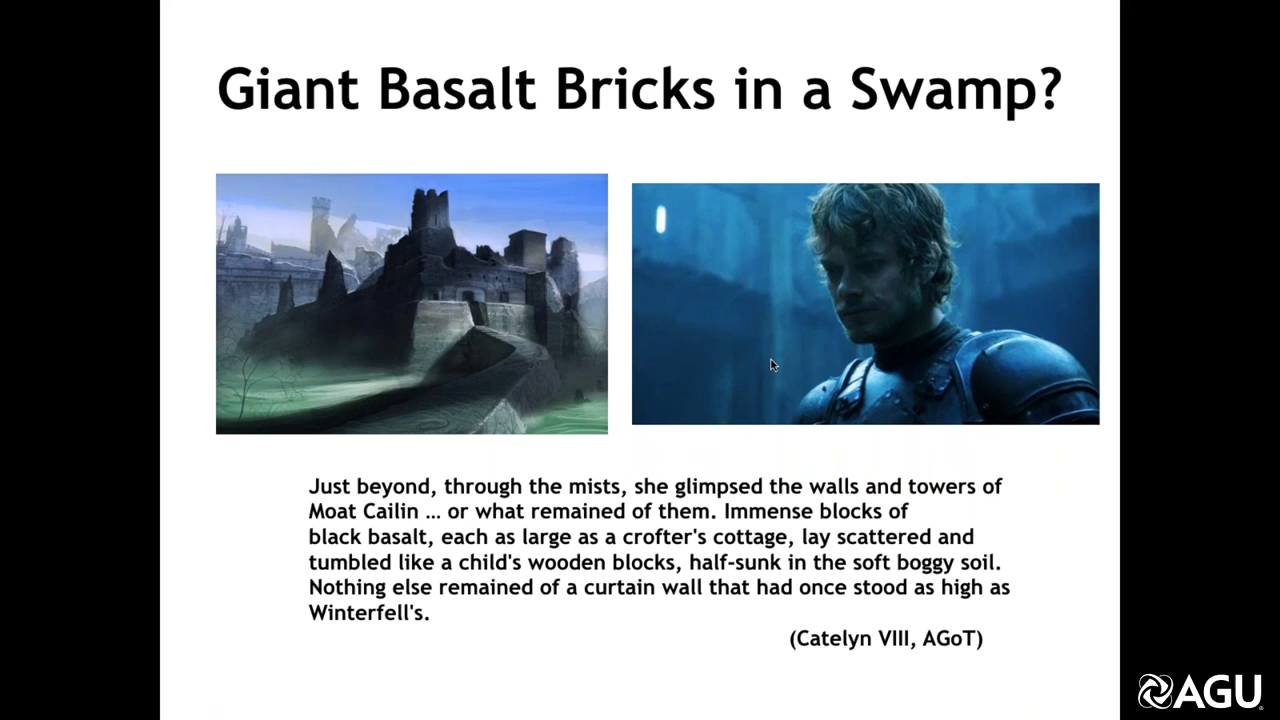 Giant Basalt Bricks in a Swamp?
Just beyond, through the mists, she glimpsed the walls and towers of
Moat Cailin … or what remained of them. Immense blocks of
black basalt, each as large as a crofter's cottage, lay scattered and
tumbled like a child's wooden blocks, half-sunk in the soft boggy soil.
Nothing else remained of a curtain wall that had once stood as high as
Winterfell's.
(Catelyn VIII, AGoT)
AGU